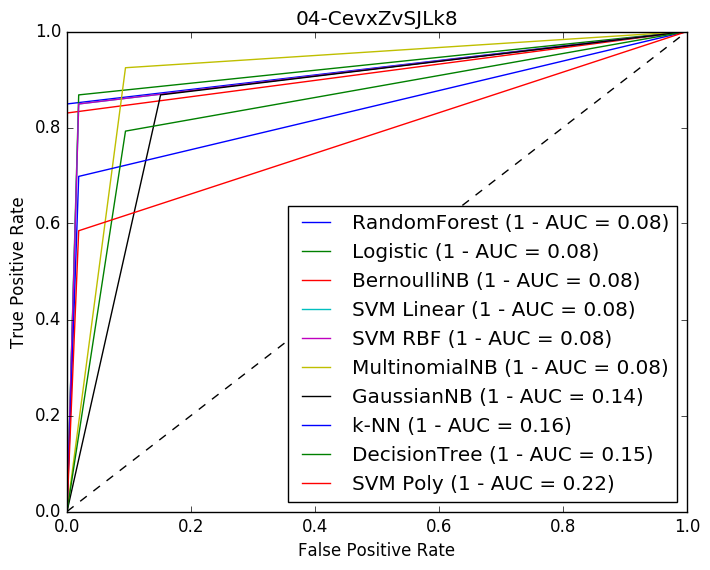 04-CevxZvSJLk8
1.0
0.8
0.6
0.4
0.2
0.0
True Positive Rate
RandomForest (1 - AUC = 0.08)
Logistic (1 - AUC = 0.08)
BernoulliNB (1 - AUC = 0.08)
SVM Linear (1 - AUC = 0.08)
SVM RBF (1 - AUC = 0.08)
MultinomialNB (1 - AUC = 0.08)
GaussianNB (1 - AUC = 0.14)
k-NN (1 - AUC = 0.16)
DecisionTree (1 - AUC = 0.15)
SVM Poly (1 - AUC = 0.22)
0.0 0.2 0.4 0.6 0.8 1.0
False Positive Rate